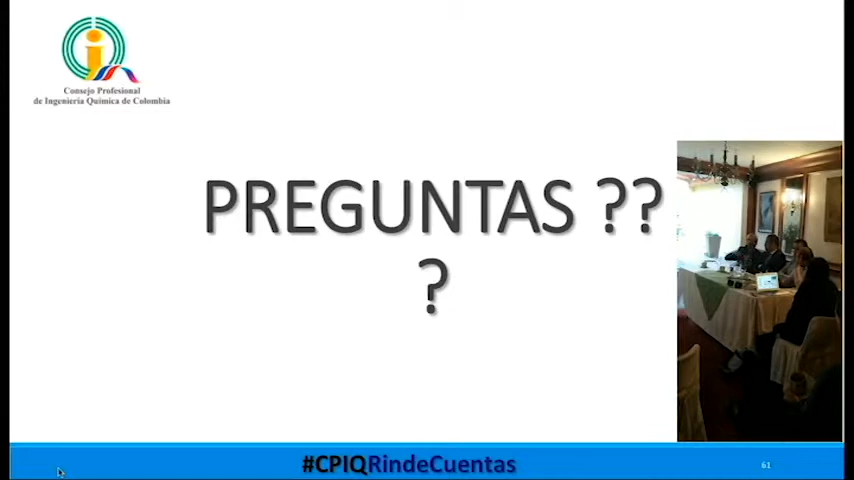 Consejo Profesional
de Ingeniería Química de Colombia
PREGUNTAS ??
?
#CPIQRindeCuentas
61